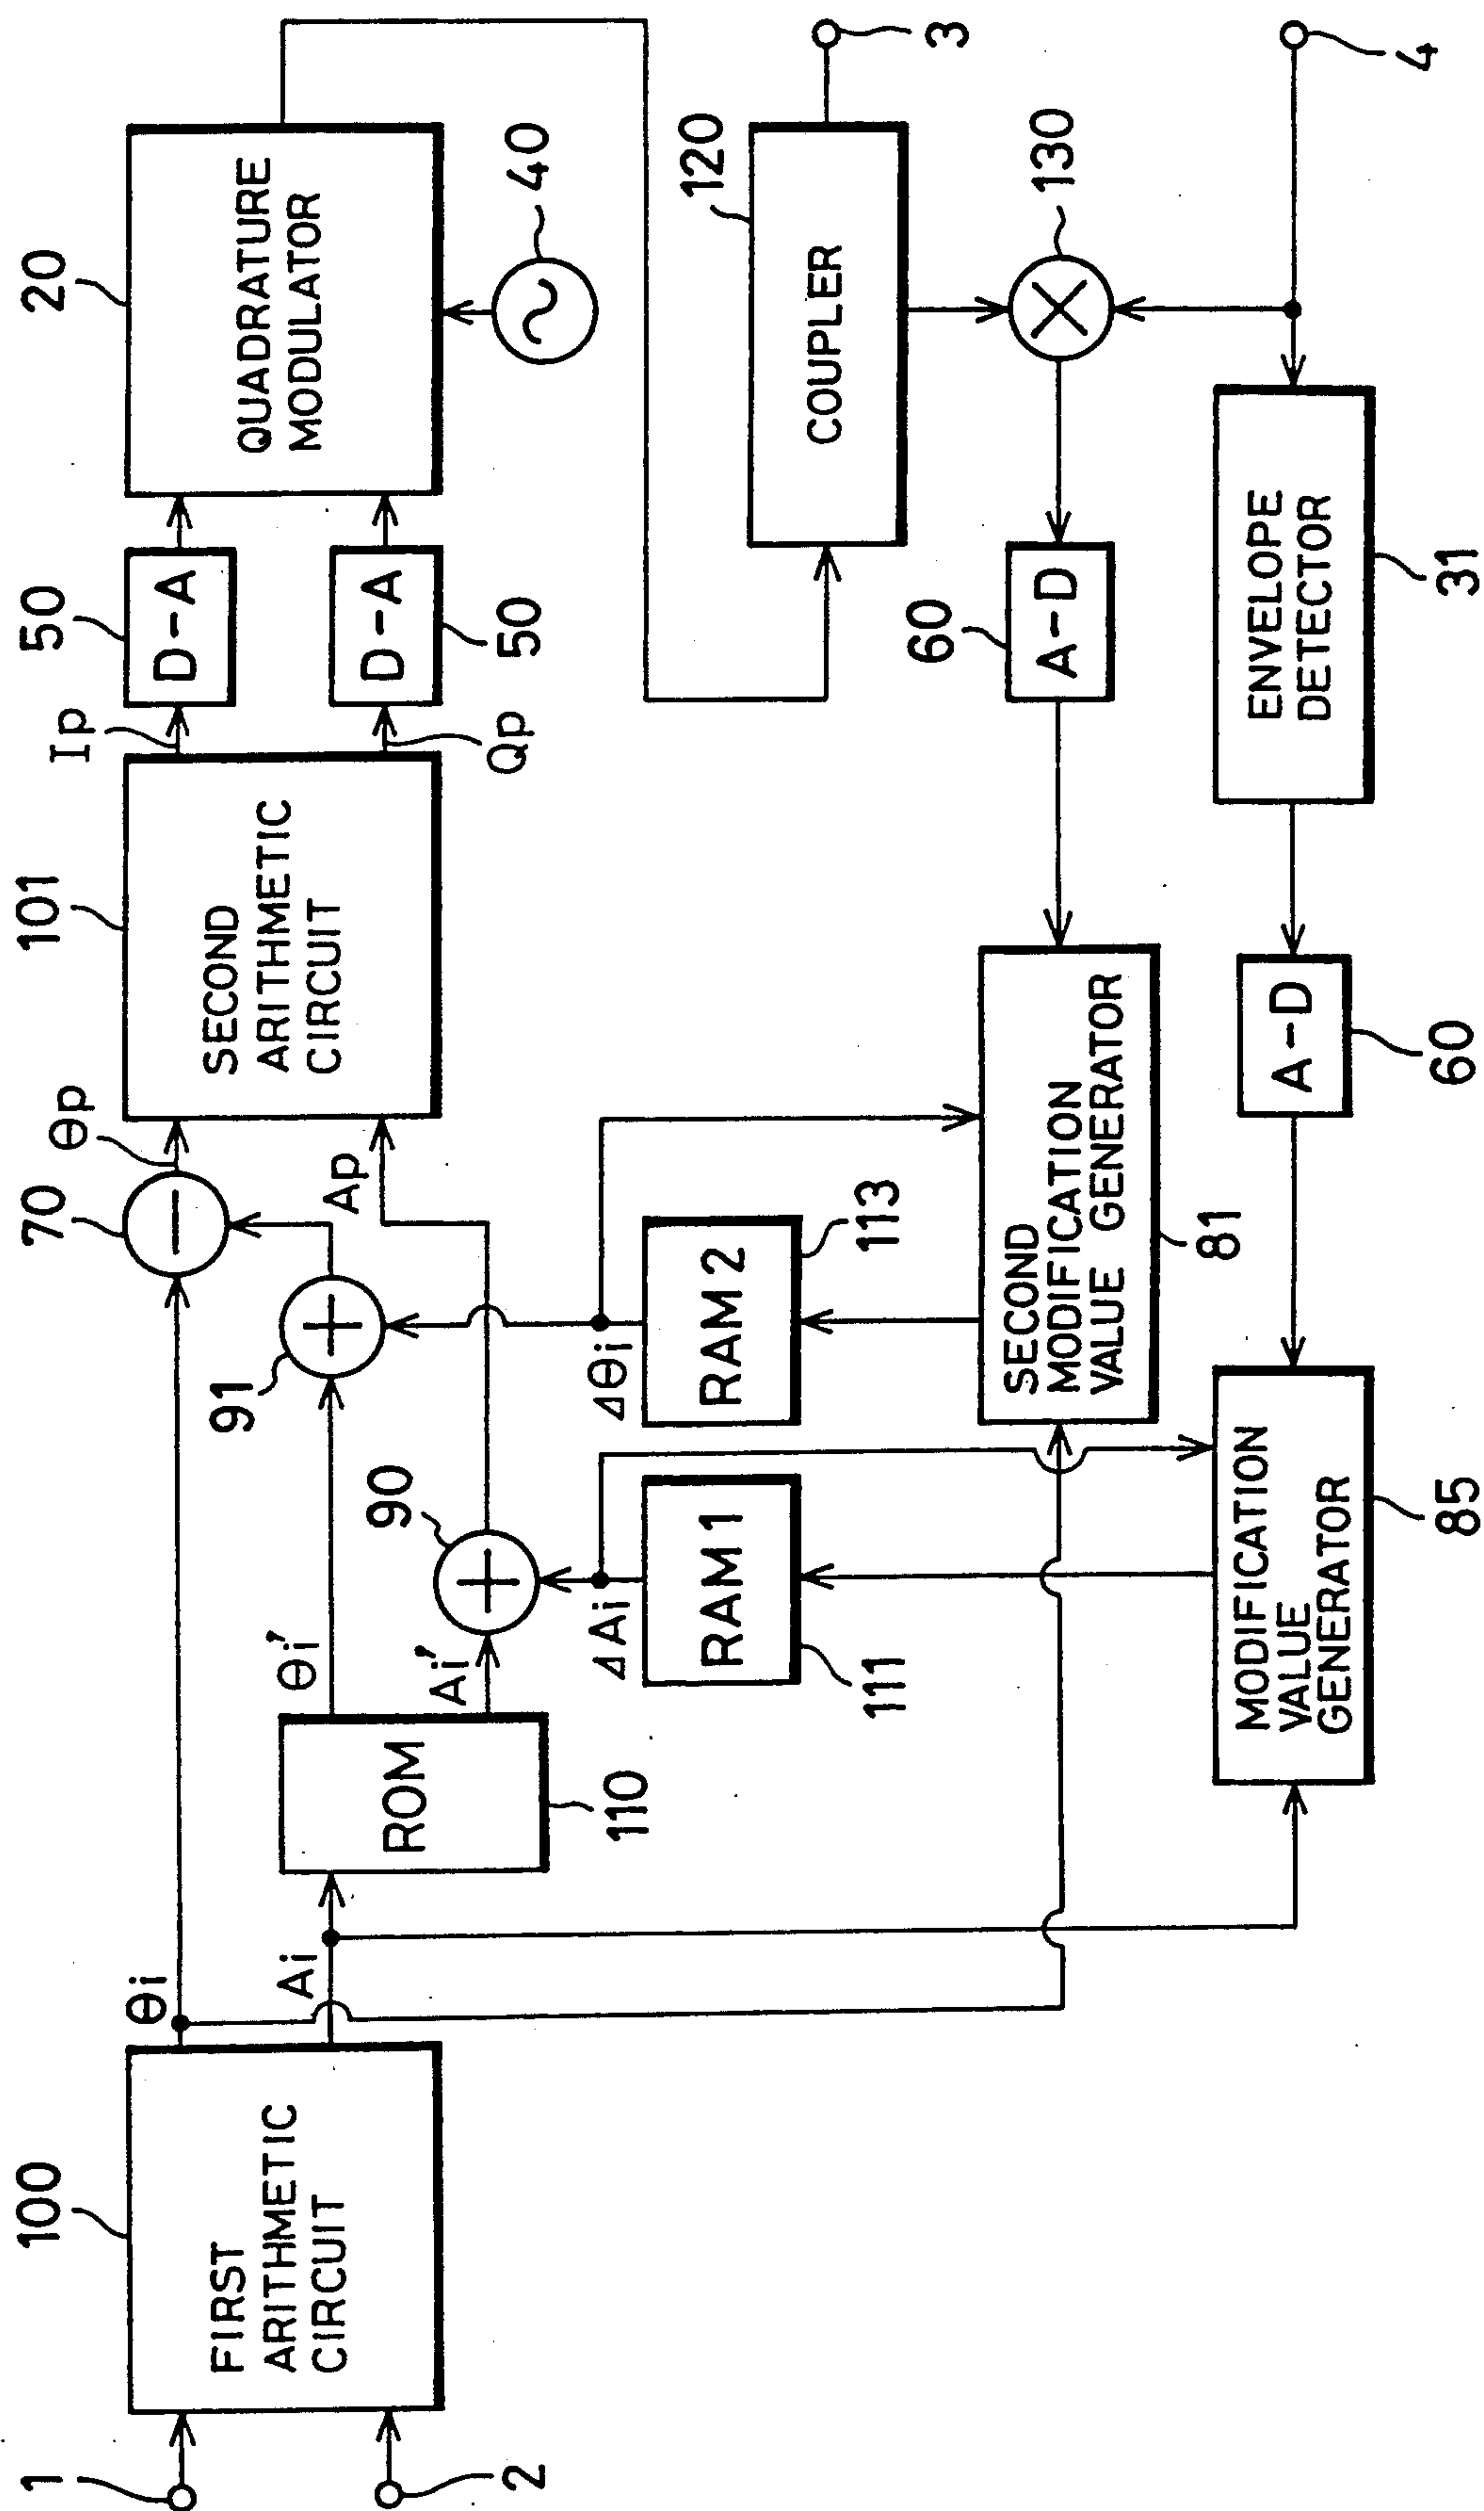 1
2
100
FIRST
ARITHMETIC
CIRCUIT
θi
Ai
ROM
110
θi'
Ai'
70
θp
91
90
Ap
ΔAi
RAM 1
111
Δθi
RAM 2
113
101
SECOND
ARITHMETIC
CIRCUIT
Ip
Qp
50
D-A
D-A
50
20
QUADRATURE
MODULATOR
40
120
COUPLER
3
130
4
60
A-D
SECOND
MODIFICATION
VALUE GENERATOR
81
ENVELOPE
DETECTOR
31
A-D
60
MODIFICATION
VALUE
GENERATOR
85